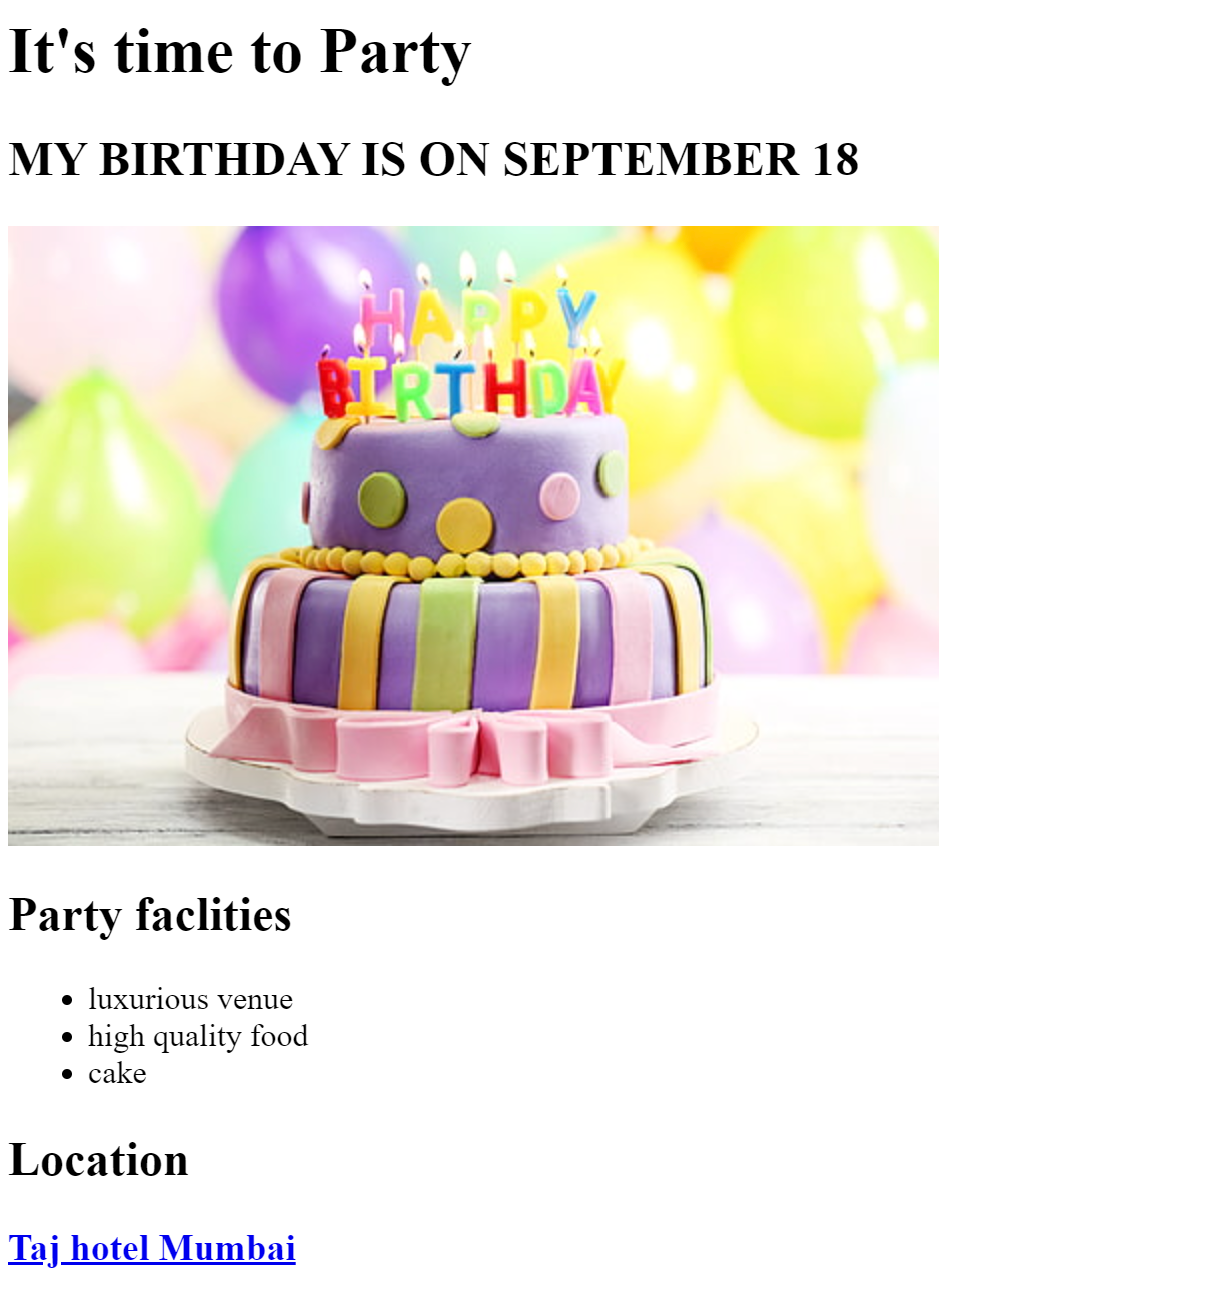 It's time to Party
MY BIRTHDAY IS ON SEPTEMBER 18
HAPPY
BIRTHDAY
Party faclities
luxurious venue
high quality food
cake
Location
Taj hotel Mumbai